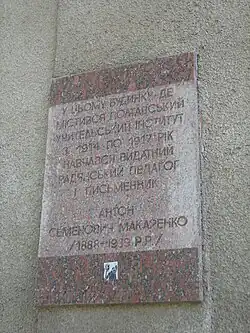 У ЦЬОМУ БУДИНКУ, ДЕ
МІСТИВСЯ ПОЛТАВСЬКИЙ
УЧИТЕЛЬСЬКИЙ ІНСТИТУТ
З 1914 ПО 1917 РІК
НАВЧАВСЯ ВИДАТНИЙ
РАДЯНСЬКИЙ ПЕДАГОГ
І ПИСЬМЕННИК
АНТОН
СЕМЕНОВИЧ МАКАРЕНКО
/1888-1939 Р.Р./